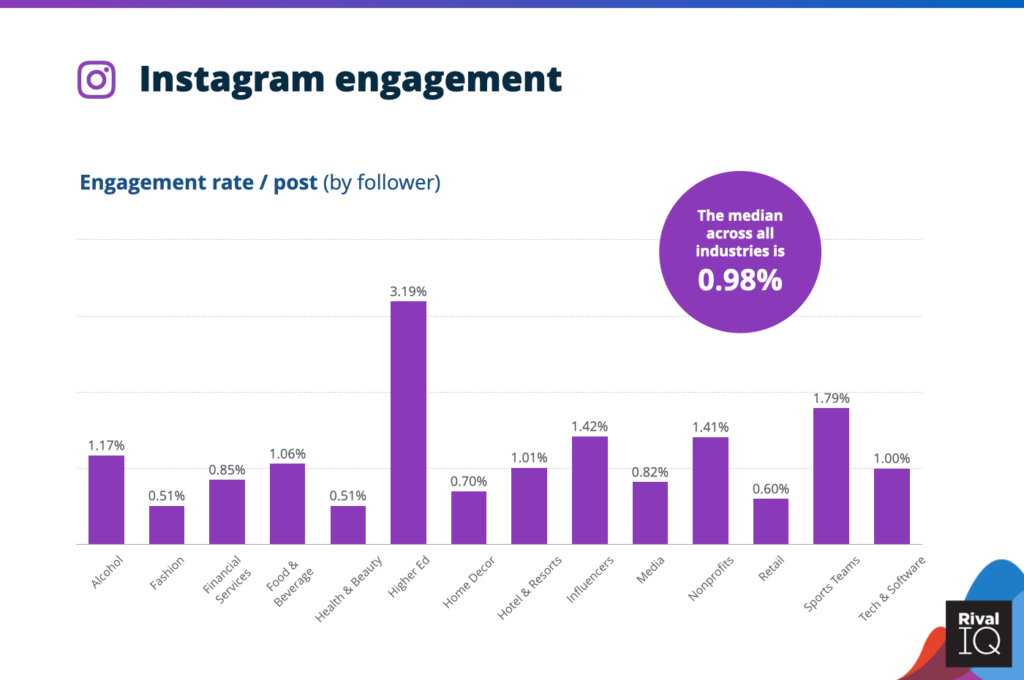 Instagram engagement
Engagement rate / post (by follower)
The median
across all
industries is
0.98%
1.17%
0.51%
0.85%
1.06%
0.51%
3.19%
0.70%
1.01%
1.42%
0.82%
1.41%
0.60%
1.79%
1.00%
Alcohol
Fashion
Financial
Services
Food &
Beverage
Health & Beauty
Higher Ed
Home Decor
Hotel & Resorts
Influencers
Media
Nonprofits
Retail
Sports Teams
Tech & Software
Rival
IQ